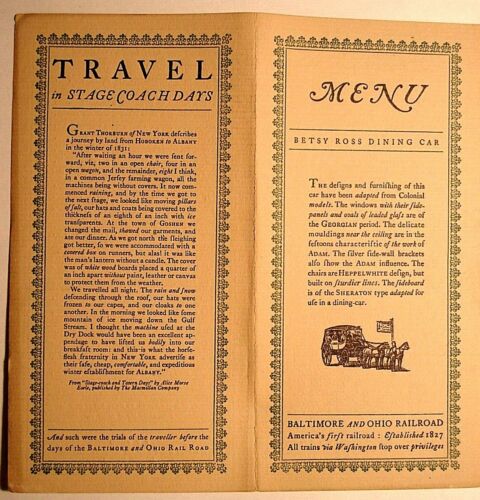 TRAVEL
in STAGE COACH DAYS
GRANT THORBURN of NEW YORK describes
a journey by land from HOBOKEN to ALBANY
in the winter of 1831:
"After waiting an hour we were sent for-
ward, viz, two in an open chair, four in an
open wagon, and the remainder, eight I think,
in a common Jersey farming wagon, all the
machines being without covers. It now com-
menced raining, and by the time we got to
the next stage, we looked like moving pillars
of salt, our hats and coats being covered to the
thickness of an eighth of an inch with ice
transparents. At the town of GOSHEN we
changed the mail, thawed our garments, and
ate our dinner. As we got north the sleighing
got better, so we were accommodated with a
covered box on runners, but alas! it was like
the man's lantern without a candle. The cover
was of white wood boards placed a quarter of
an inch apart without paint, leather or canvas
to protect them from the weather.
We travelled all night. The rain and snow
descending through the roof, our hats were
frozen to our capes, and our cloaks to one
another. In the morning we looked like some
mountain of ice moving down the Gulf
Stream. I thought the machine used at the
Dry Dock would have been an excellent ap-
pendage to have lifted us bodily into our
breakfast room: and this is what the horse-
flesh fraternity in NEW YORK advertise as
their safe, cheap, comfortable, and expeditious
winter establishment for ALBANY."
From "Stage-coach and Tavern Days," by Alice Morse
Earle, published by The Macmillan Company
And such were the trials of the traveller before the
days of the BALTIMORE and OHIO RAIL ROAD
MENU
BETSY ROSS DINING CAR
THE designs and furnishing of this
car have been adapted from Colonial
models. The windows with their side-
panels and ovals of leaded glass are of
the GEORGIAN period. The delicate
mouldings near the ceiling are in the
festoons characteristic of the work of
ADAM. The silver side-wall brackets
also show the ADAM influence. The
chairs are HEPPELWHITE design, but
built on sturdier lines. The sideboard
is of the SHERATON type adapted for
use in a dining-car.
BALTIMORE AND OHIO RAILROAD
America's first railroad : Established 1827
All trains via Washington stop over privileges